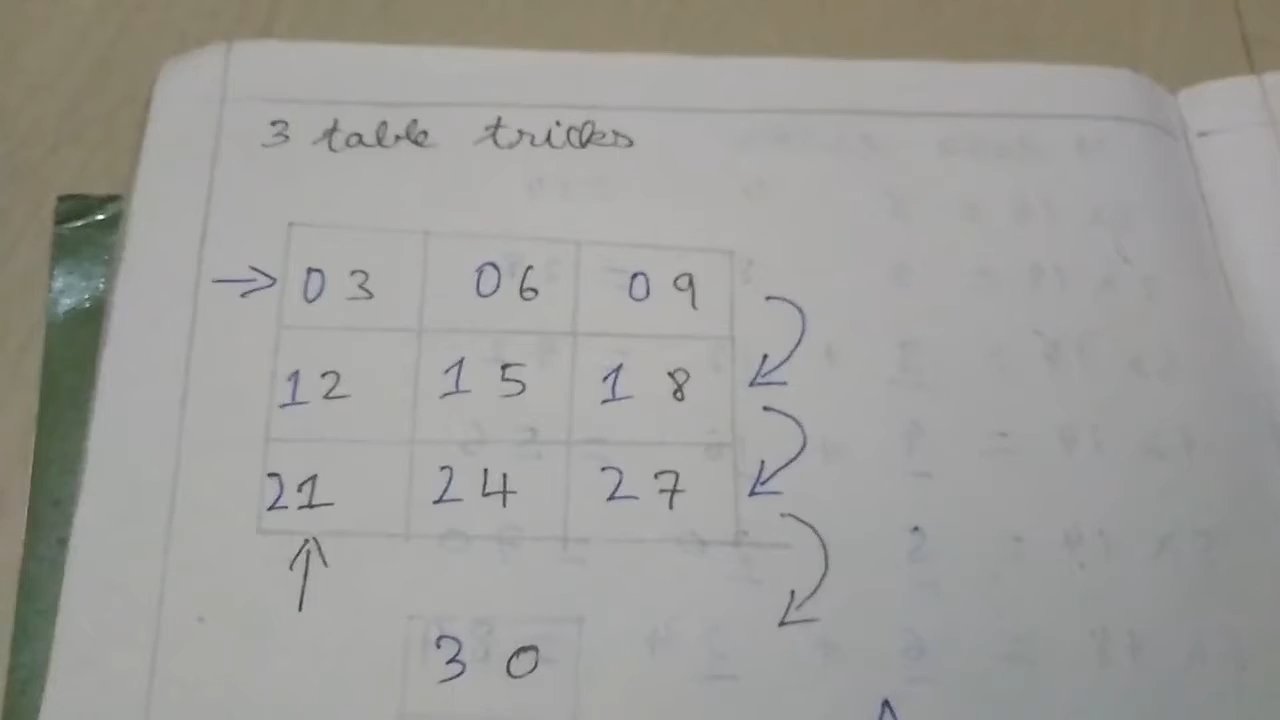 3 table tricks
→ 03 06 09
12 15 18
21 24 27
↑
30